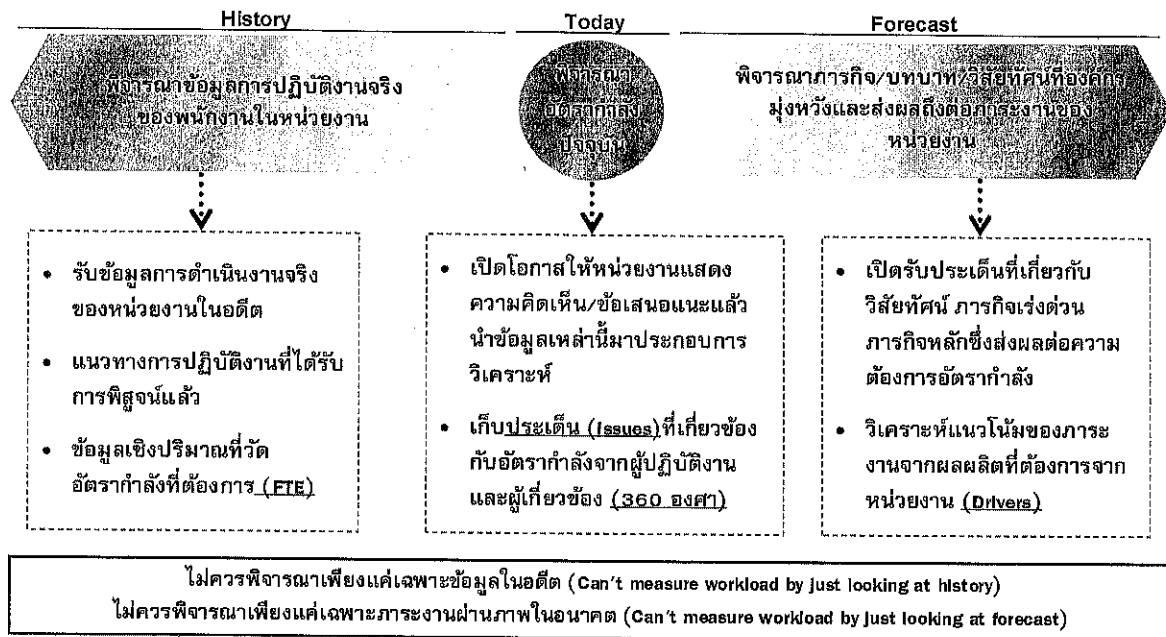 History
Today
Forecast
พิจารณาข้อมูลการปฏิบัติงานจริง
ของพนักงานในหน่วยงาน
พิจารณา
อัตรากำลัง
ปัจจุบัน
พิจารณาภารกิจ/บทบาท/วิสัยทัศน์ที่องค์กร
มุ่งหวังและส่งผลถึงต่อภาระงานของ
หน่วยงาน
• รับข้อมูลการดำเนินงานจริง
ของหน่วยงานในอดีต
• แนวทางการปฏิบัติงานที่ได้รับ
การพิสูจน์แล้ว
• ข้อมูลเชิงปริมาณที่วัด
อัตรากำลังที่ต้องการ (FTE)
• เปิดโอกาสให้หน่วยงานแสดง
ความคิดเห็น/ข้อเสนอแนะแล้ว
นำข้อมูลเหล่านี้มาประกอบการ
วิเคราะห์
• เก็บประเด็น (Issues) ที่เกี่ยวข้อง
กับอัตรากำลังจากผู้ปฏิบัติงาน
และผู้เกี่ยวข้อง (360 องศา)
• เปิดรับประเด็นที่เกี่ยวกับ
วิสัยทัศน์ ภารกิจเร่งด่วน
ภารกิจหลักซึ่งส่งผลต่อความ
ต้องการอัตรากำลัง
• วิเคราะห์แนวโน้มของภาระ
งานจากผลผลิตที่ต้องการจาก
หน่วยงาน (Drivers)
ไม่ควรพิจารณาเพียงแค่เฉพาะข้อมูลในอดีต (Can't measure workload by just looking at history)
ไม่ควรพิจารณาเพียงแค่เฉพาะภาระงานผ่านภาพในอนาคต (Can't measure workload by just looking at forecast)